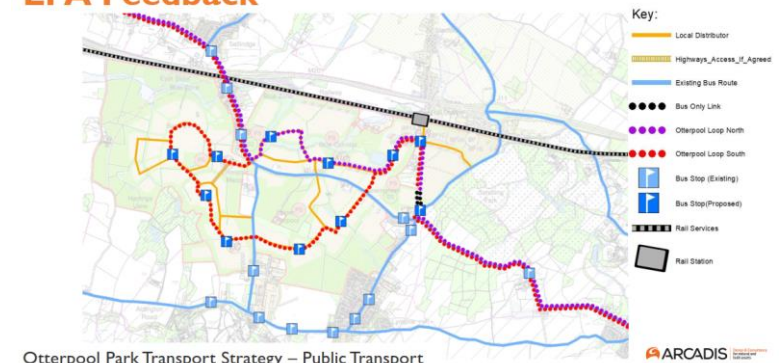 LPA Feedback
Key:
Local Distributor
Highways_Access_If_Agreed
Existing Bus Route
Bus Only Link
Otterpool Loop North
Otterpool Loop South
Bus Stop (Existing)
Bus Stop(Proposed)
Rail Services
Rail Station
Otterpool Park Transport Strategy – Public Transport
ARCADIS